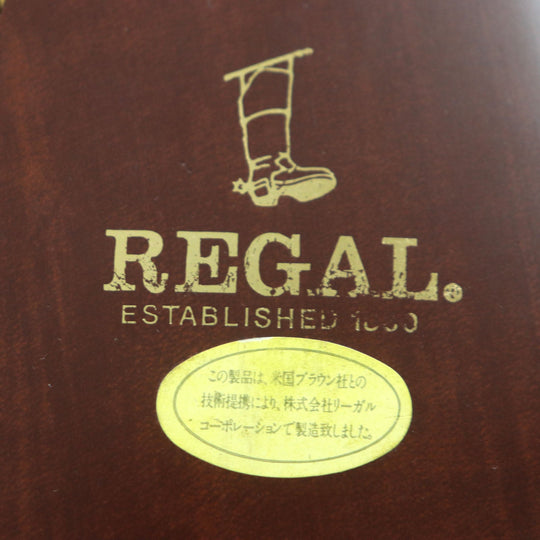 REGAL.
ESTABLISHED
この製品は、米国ブラウン社との
技術提携により、株式会社リーガル
コーポレーションで製造致しました。